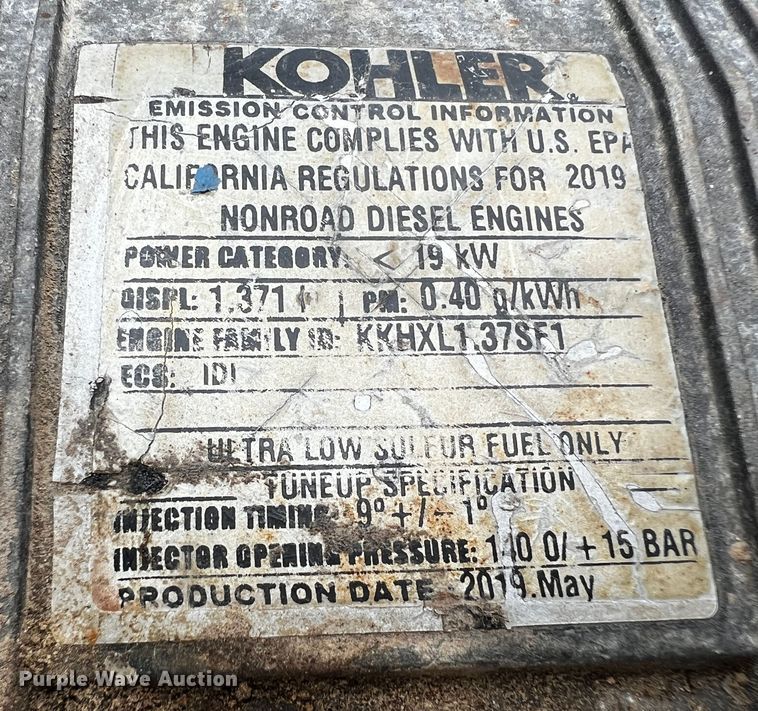 KOHLER
EMISSION CONTROL INFORMATION
THIS ENGINE COMPLIES WITH U.S. EPA
CALIFORNIA REGULATIONS FOR 2019
NONROAD DIESEL ENGINES
POWER CATEGORY: < 19 kW
DISPL: 1.371 PM: 0.40 g/kWh
ENGINE FAMILY ID: KKHXL1.37SF1
ECS: IDI
ULTRA LOW SULFUR FUEL ONLY
TUNEUP SPECIFICATION
INJECTION TIMING: 9° +/- 1°
INJECTOR OPENING PRESSURE: 140 0/ + 15 BAR
PRODUCTION DATE 2019.May
Purple Wave Auction